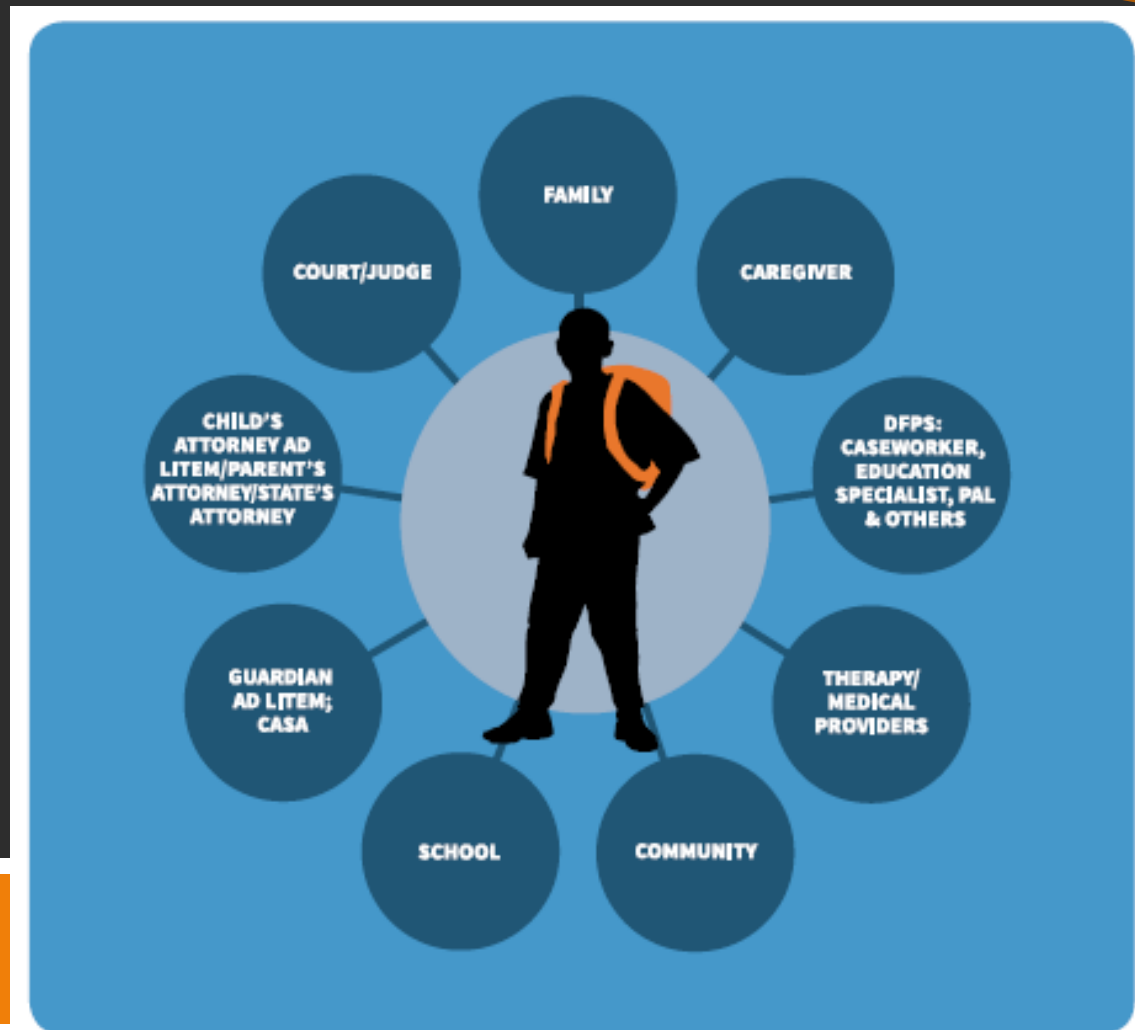 FAMILY
COURT/JUDGE
CAREGIVER
CHILD'S
ATTORNEY AD
LITEM/PARENT'S
ATTORNEY/STATE'S
ATTORNEY
DFPS:
CASEWORKER,
EDUCATION
SPECIALIST, PAL
& OTHERS
GUARDIAN
AD LITEM;
CASA
THERAPY/
MEDICAL
PROVIDERS
SCHOOL
COMMUNITY